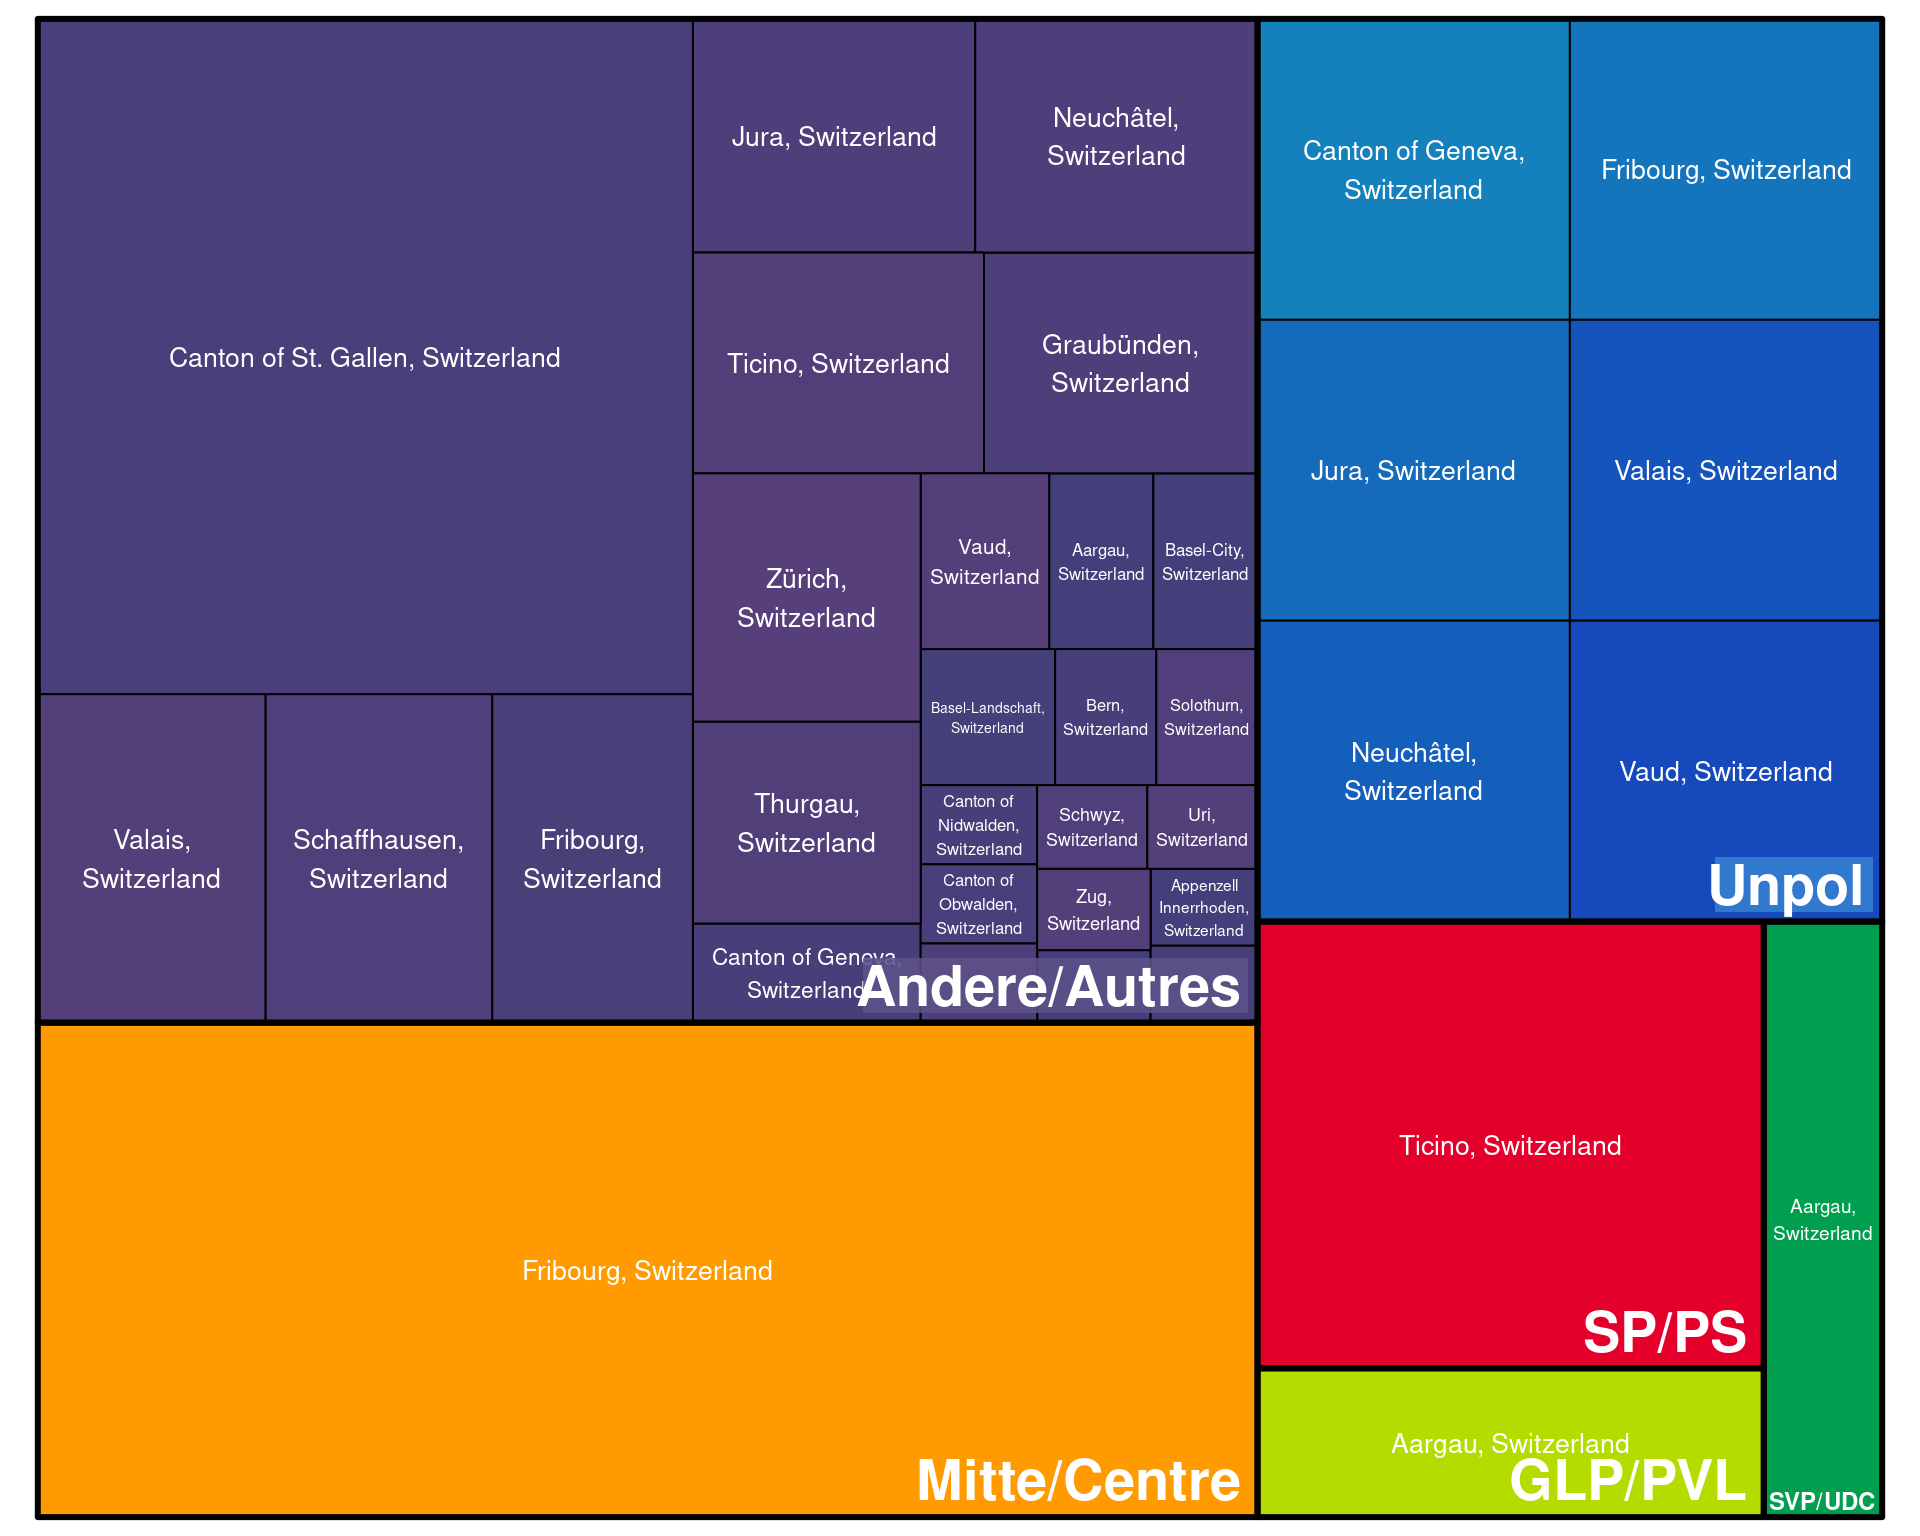 Jura, Switzerland
Neuchâtel,
Switzerland
Canton of St. Gallen, Switzerland
Ticino, Switzerland
Graubünden,
Switzerland
Zürich,
Switzerland
Vaud,
Switzerland
Aargau,
Switzerland
Basel-City,
Switzerland
Basel-Landschaft,
Switzerland
Bern,
Switzerland
Solothurn,
Switzerland
Valais,
Switzerland
Schaffhausen,
Switzerland
Fribourg,
Switzerland
Thurgau,
Switzerland
Canton of
Nidwalden,
Switzerland
Schwyz,
Switzerland
Uri,
Switzerland
Canton of
Obwalden,
Switzerland
Zug,
Switzerland
Appenzell
Innerrhoden,
Switzerland
Canton of Geneva,
Switzerland
Andere/Autres
Canton of Geneva,
Switzerland
Fribourg, Switzerland
Jura, Switzerland
Valais, Switzerland
Neuchâtel,
Switzerland
Vaud, Switzerland
Unpol
Fribourg, Switzerland
Mitte/Centre
Ticino, Switzerland
SP/PS
Aargau, Switzerland
GLP/PVL
Aargau,
Switzerland
SVP/UDC